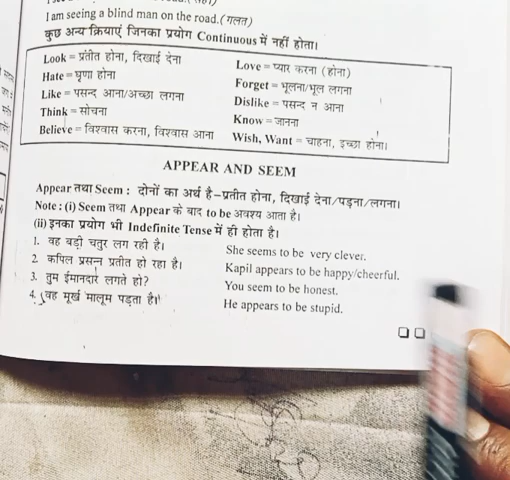 I am seeing a blind man on the road.(गलत)
कुछ अन्य क्रियाएं जिनका प्रयोग Continuous में नहीं होता।
Look = प्रतीत होना, दिखाई देना
Hate = घृणा होना
Like = पसन्द आना/अच्छा लगना
Think = सोचना
Believe = विश्वास करना, विश्वास आना
Love = प्यार करना (होना)
Forget = भूलना/भूल लगना
Dislike = पसन्द न आना
Know = जानना
Wish, Want = चाहना, इच्छा होना।
APPEAR AND SEEM
Appear तथा Seem : दोनों का अर्थ है-प्रतीत होना, दिखाई देना/पड़ना/लगना।
Note : (i) Seem तथा Appear के बाद to be अवश्य आता है।
(ii) इनका प्रयोग भी Indefinite Tense में ही होता है।
1. वह बड़ी चतुर लग रही है। She seems to be very clever.
2. कपिल प्रसन्न प्रतीत हो रहा है। Kapil appears to be happy/cheerful.
3. तुम ईमानदार लगते हो? You seem to be honest.
4. वह मूर्ख मालूम पड़ता है। He appears to be stupid.